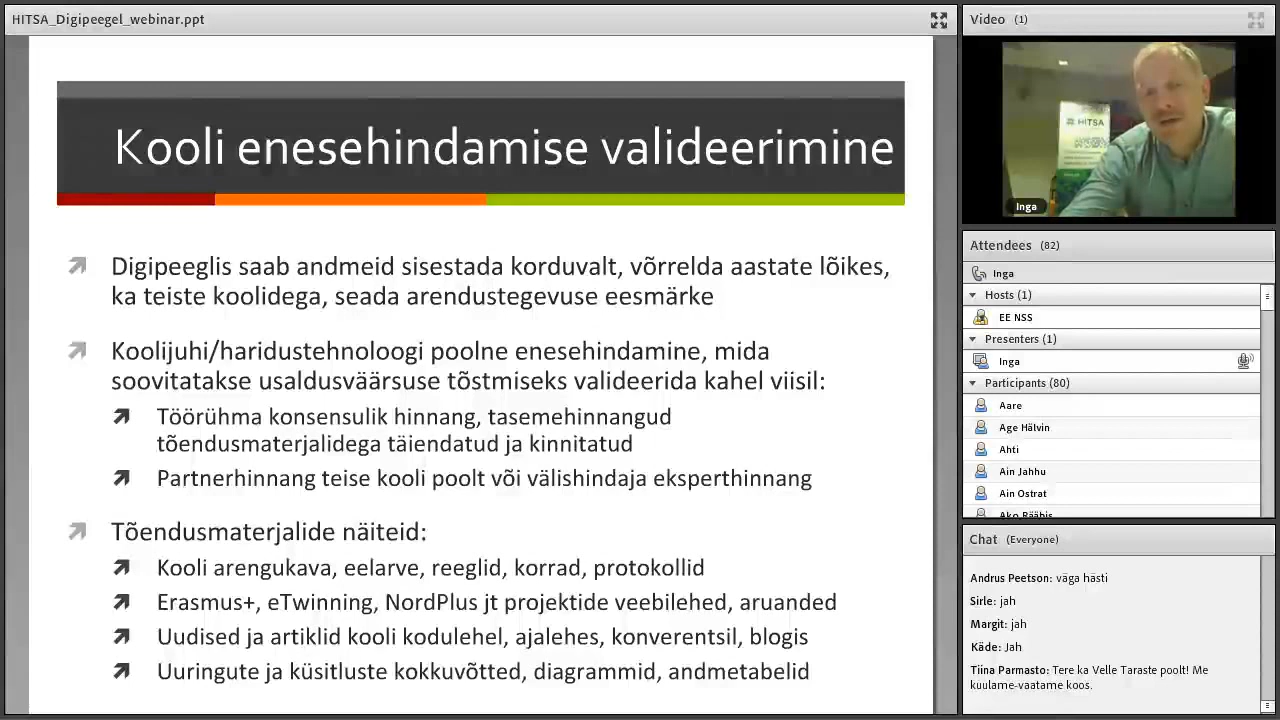 HITSA_Digipeegel_webinar.ppt
Kooli enesehindamise valideerimine
Digipeeglis saab andmeid sisestada korduvalt, võrrelda aastate lõikes,
ka teiste koolidega, seada arendustegevuse eesmärke
Koolijuhi/haridustehnoloogi poolne enesehindamine, mida
soovitatakse usaldusväärsuse tõstmiseks valideerida kahel viisil:
Töörühma konsensulik hinnang, tasemehinnangud
tõendusmaterjalidega täiendatud ja kinnitatud
Partnerhinnang teise kooli poolt või välishindaja eksperthinnang
Tõendusmaterjalide näiteid:
Kooli arengukava, eelarve, reeglid, korrad, protokollid
Erasmus+, eTwinning, NordPlus jt projektide veebilehed, aruanded
Uudised ja artiklid kooli kodulehel, ajalehes, konverentsil, blogis
Uuringute ja küsitluste kokkuvõtted, diagrammid, andmetabelid
Video (1)
HITSA
Inga
Attendees (82)
Inga
Hosts (1)
EE NSS
Presenters (1)
Inga
Participants (80)
Aare
Age Hälvin
Ahti
Ain Jahhu
Ain Ostrat
Ako Rääbis
Chat (Everyone)
Andrus Peetson: väga hästi
Sirle: jah
Margit: jah
Käde: Jah
Tiina Parmasto: Tere ka Velle Taraste poolt! Me
kuulame-vaatame koos.